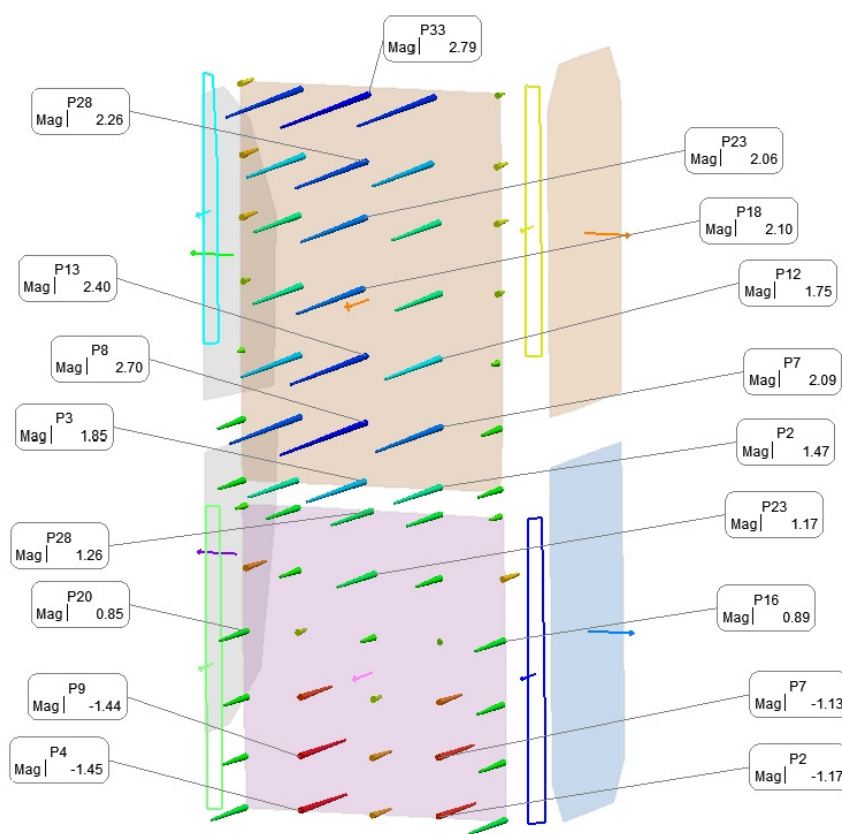 P33
Mag 2.79
P28
Mag 2.26
P23
Mag 2.06
P18
Mag 2.10
P13
Mag 2.40
P12
Mag 1.75
P8
Mag 2.70
P7
Mag 2.09
P3
Mag 1.85
P2
Mag 1.47
P23
Mag 1.17
P28
Mag 1.26
P20
Mag 0.85
P16
Mag 0.89
P9
Mag -1.44
P7
Mag -1.13
P4
Mag -1.45
P2
Mag -1.17